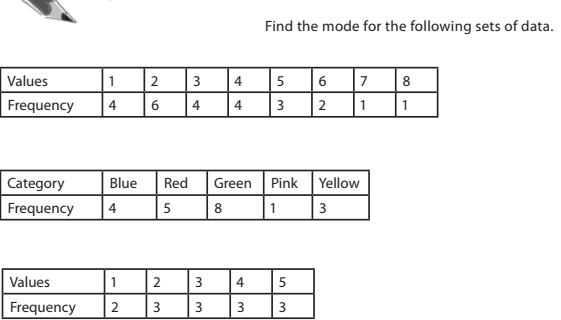 Find the mode for the following sets of data.
Values 1 2 3 4 5 6 7 8
Frequency 4 6 4 4 3 2 1 1
Category Blue Red Green Pink Yellow
Frequency 4 5 8 1 3
Values 1 2 3 4 5
Frequency 2 3 3 3 3